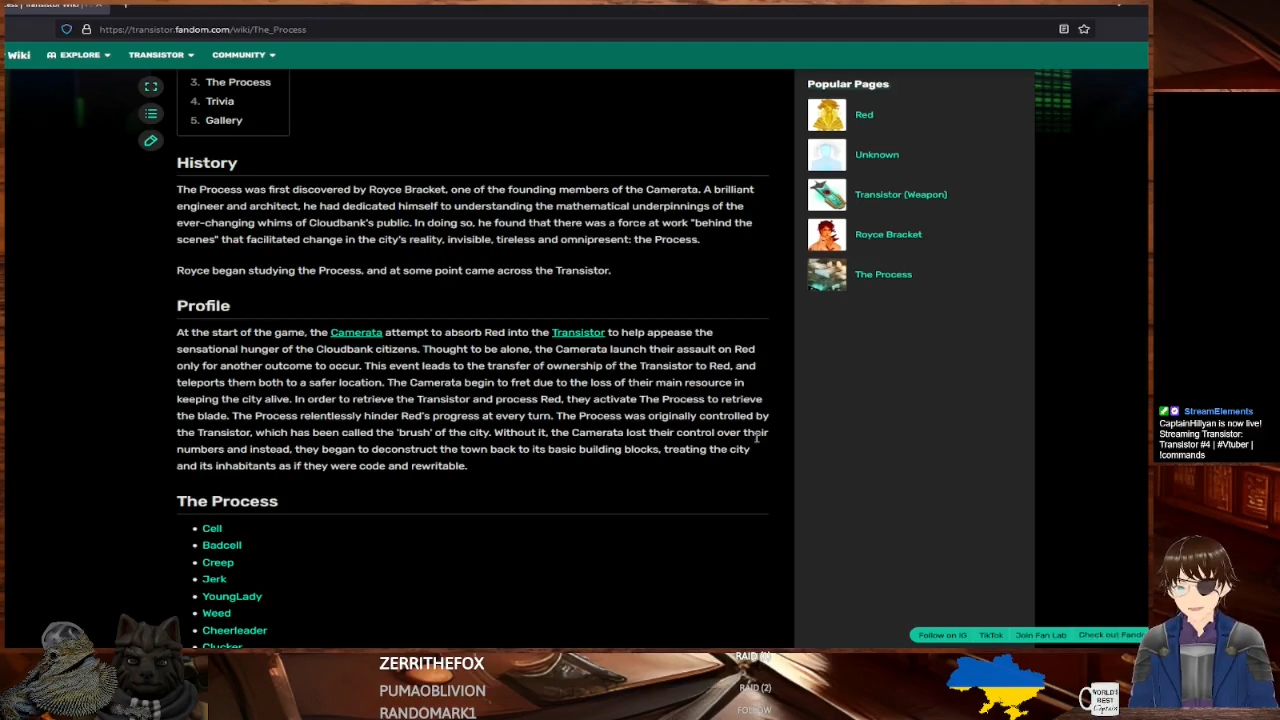 https://transistor.fandom.com/wiki/The_Process
Wiki
EXPLORE
TRANSISTOR
COMMUNITY
3. The Process
4. Trivia
5. Gallery
History
The Process was first discovered by Royce Bracket, one of the founding members of the Camerata. A brilliant
engineer and architect, he had dedicated himself to understanding the mathematical underpinnings of the
ever-changing whims of Cloudbank's public. In doing so, he found that there was a force at work "behind the
scenes" that facilitated change in the city's reality, invisible, tireless and omnipresent: the Process.
Royce began studying the Process, and at some point came across the Transistor.
Profile
At the start of the game, the Camerata attempt to absorb Red into the Transistor to help appease the
sensational hunger of the Cloudbank citizens. Thought to be alone, the Camerata launch their assault on Red
only for another outcome to occur. This event leads to the transfer of ownership of the Transistor to Red, and
teleports them both to a safer location. The Camerata begin to fret due to the loss of their main resource in
keeping the city alive. In order to retrieve the Transistor and process Red, they activate The Process to retrieve
the blade. The Process relentlessly hinder Red's progress at every turn. The Process was originally controlled by
the Transistor, which has been called the 'brush' of the city. Without it, the Camerata lost their control over their
numbers and instead, they began to deconstruct the town back to its basic building blocks, treating the city
and its inhabitants as if they were code and rewritable.
The Process
Cell
Badcell
Creep
Jerk
YoungLady
Weed
Cheerleader
Clucker
Popular Pages
Red
Unknown
Transistor (Weapon)
Royce Bracket
The Process
Follow on IG
TikTok
Join Fan Lab
Check out Fando
StreamElements
CaptainHillyan is now live!
Streaming Transistor:
Transistor #4 | #Vtuber |
!commands
ZERRITHEFOX
PUMAOBLIVION
RANDOMARK1
RAID (2)
FOLLOW
WORLD'S
BEST
Captain